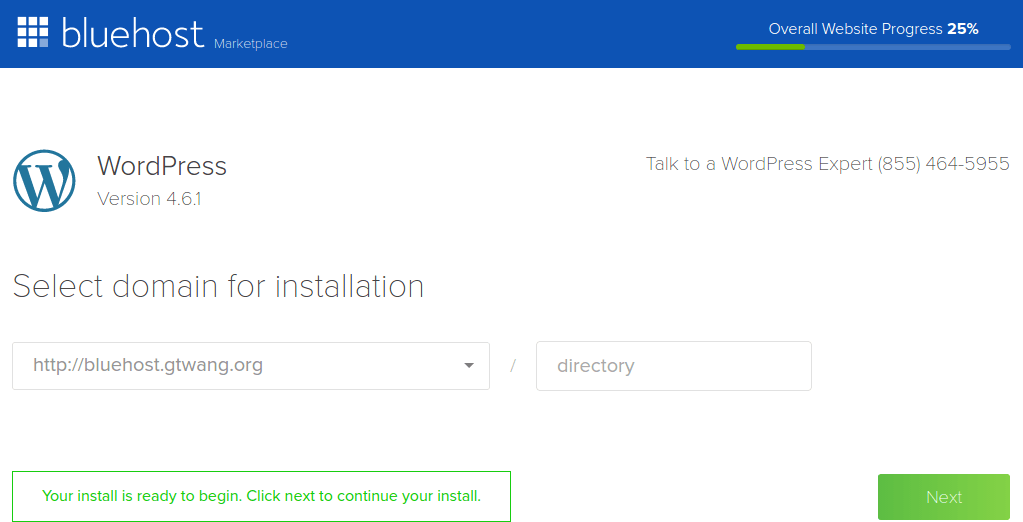 bluehost Marketplace
Overall Website Progress 25%
WordPress
Version 4.6.1
Talk to a WordPress Expert (855) 464-5955
Select domain for installation
http://bluehost.gtwang.org / directory
Your install is ready to begin. Click next to continue your install.
Next